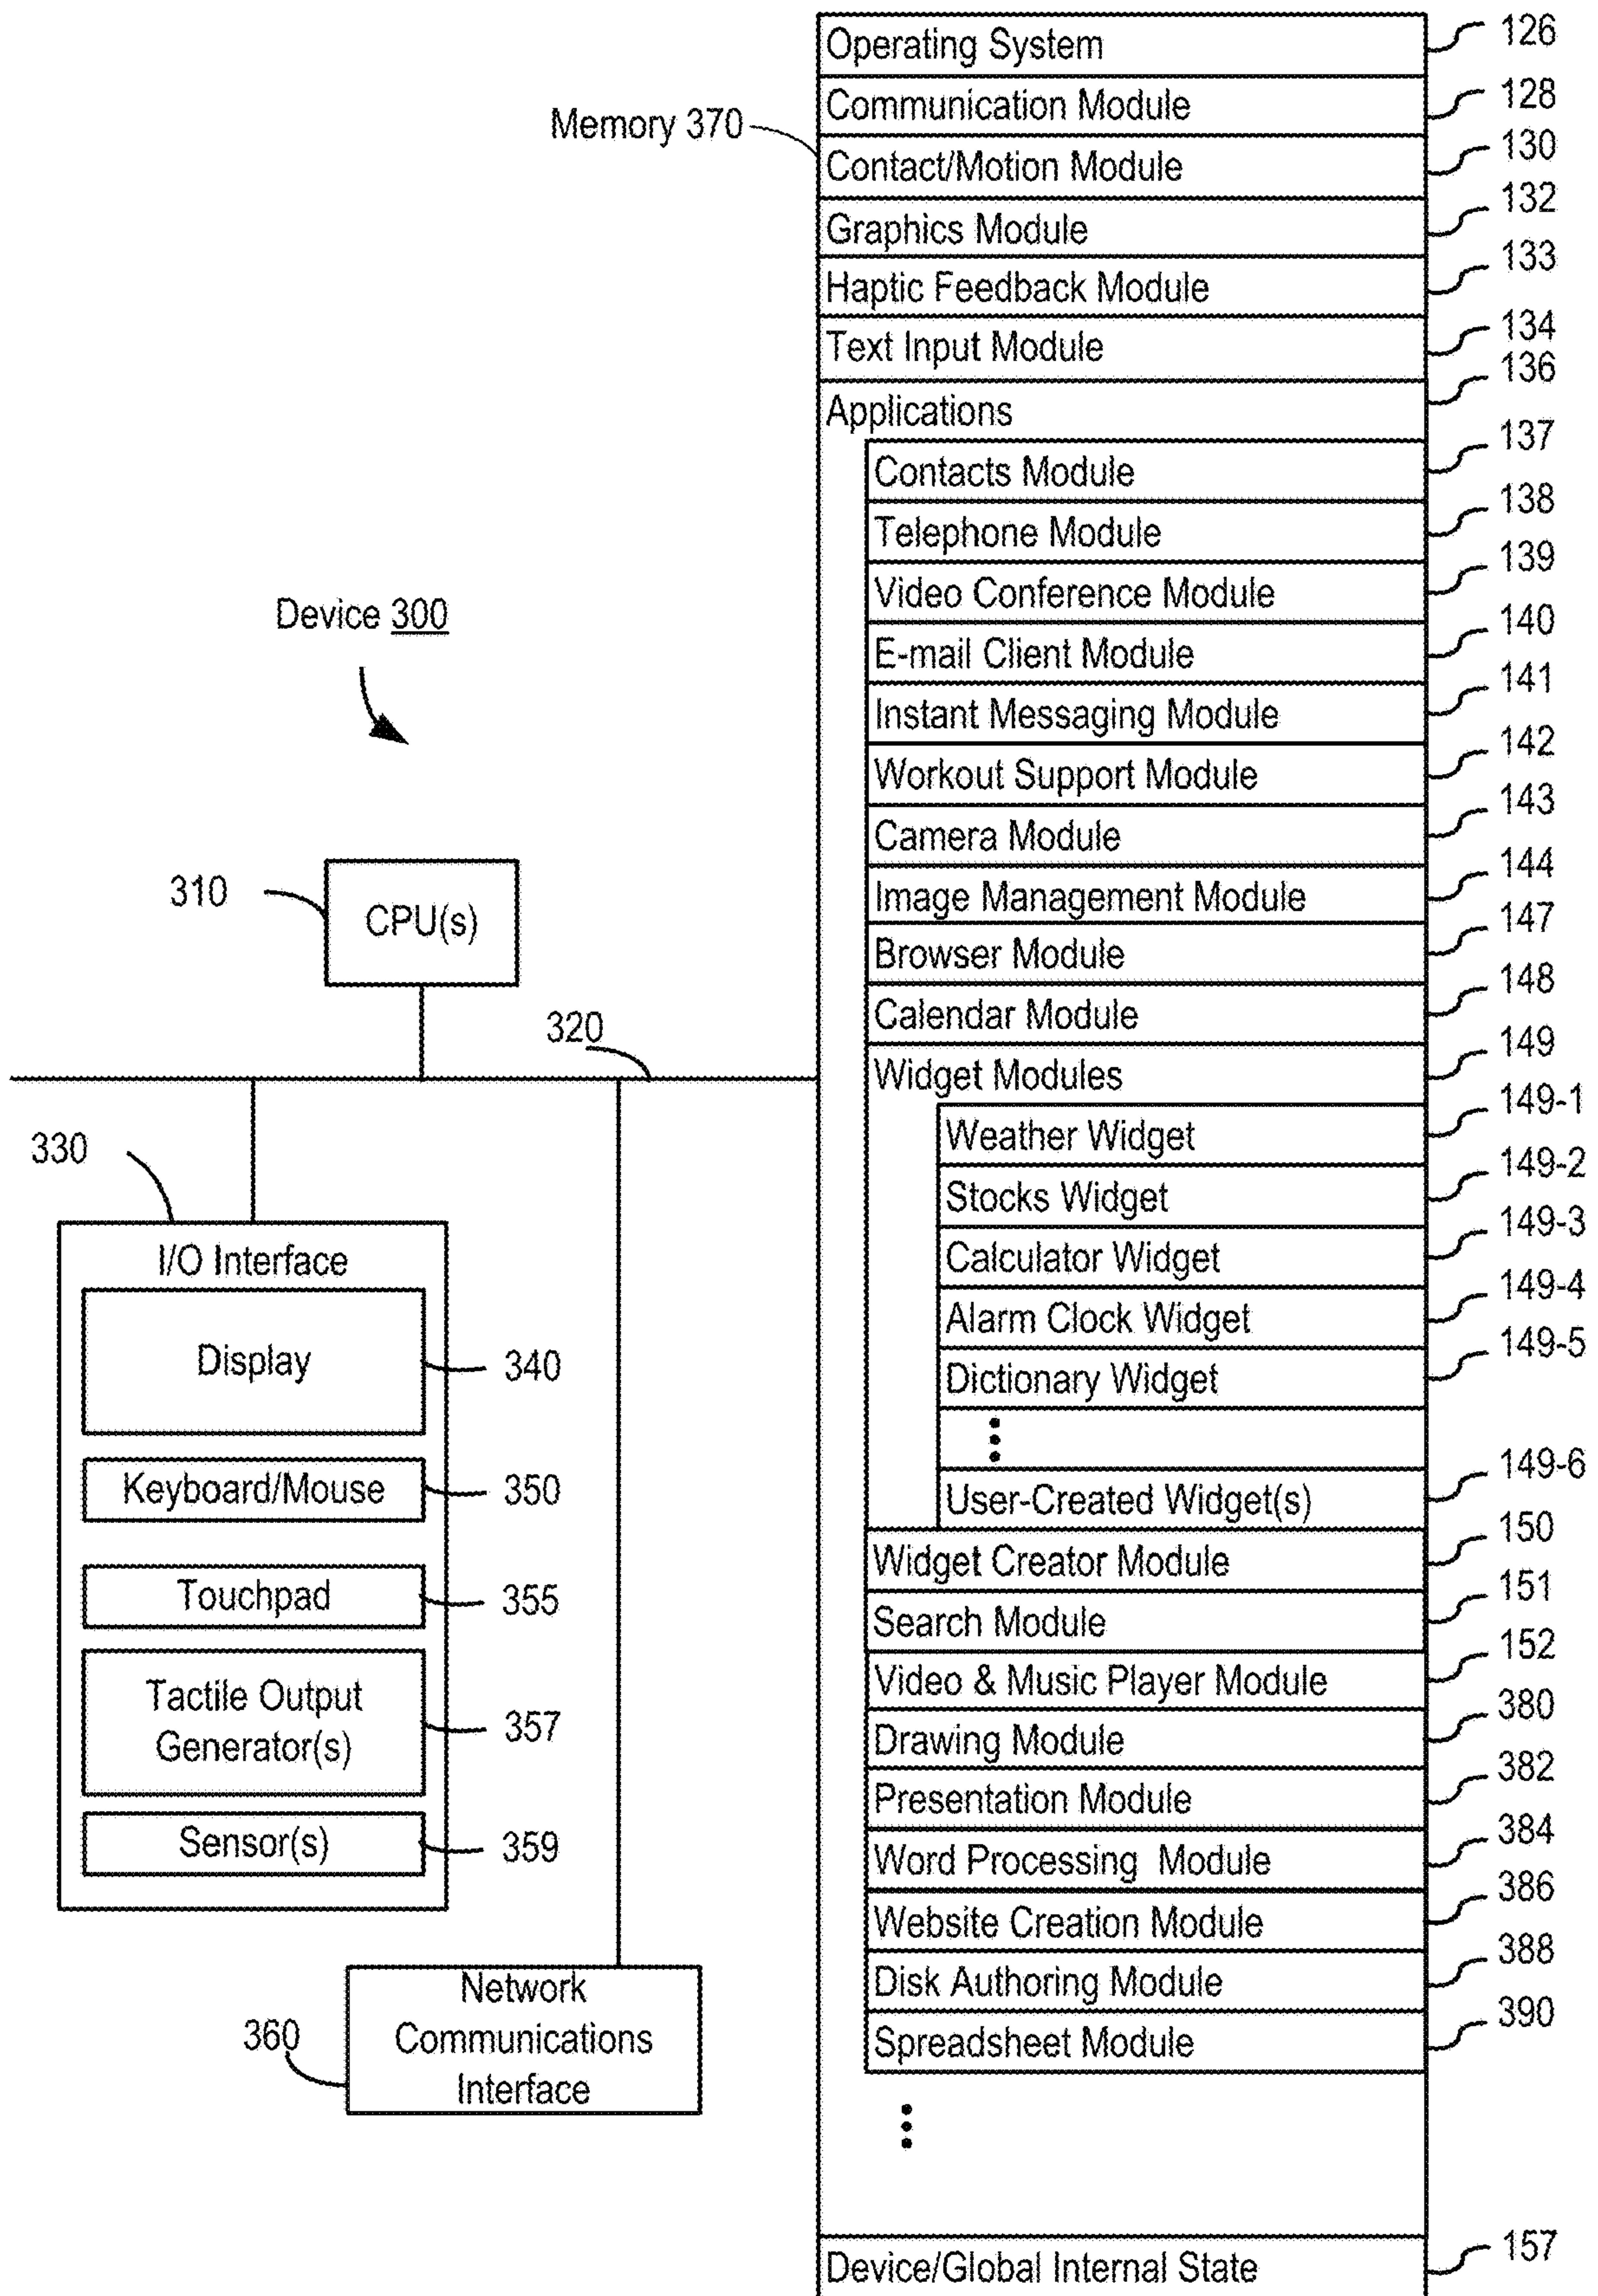 Device 300
310
CPU(s)
320
330
I/O Interface
Display
340
Keyboard/Mouse
350
Touchpad
355
Tactile Output
Generator(s)
357
Sensor(s)
359
360
Network
Communications
Interface
Memory 370
Operating System 126
Communication Module 128
Contact/Motion Module 130
Graphics Module 132
Haptic Feedback Module 133
Text Input Module 134
Applications 136
Contacts Module 137
Telephone Module 138
Video Conference Module 139
E-mail Client Module 140
Instant Messaging Module 141
Workout Support Module 142
Camera Module 143
Image Management Module 144
Browser Module 147
Calendar Module 148
Widget Modules 149
Weather Widget 149-1
Stocks Widget 149-2
Calculator Widget 149-3
Alarm Clock Widget 149-4
Dictionary Widget 149-5
User-Created Widget(s) 149-6
Widget Creator Module 150
Search Module 151
Video & Music Player Module 152
Drawing Module 380
Presentation Module 382
Word Processing Module 384
Website Creation Module 386
Disk Authoring Module 388
Spreadsheet Module 390
Device/Global Internal State 157